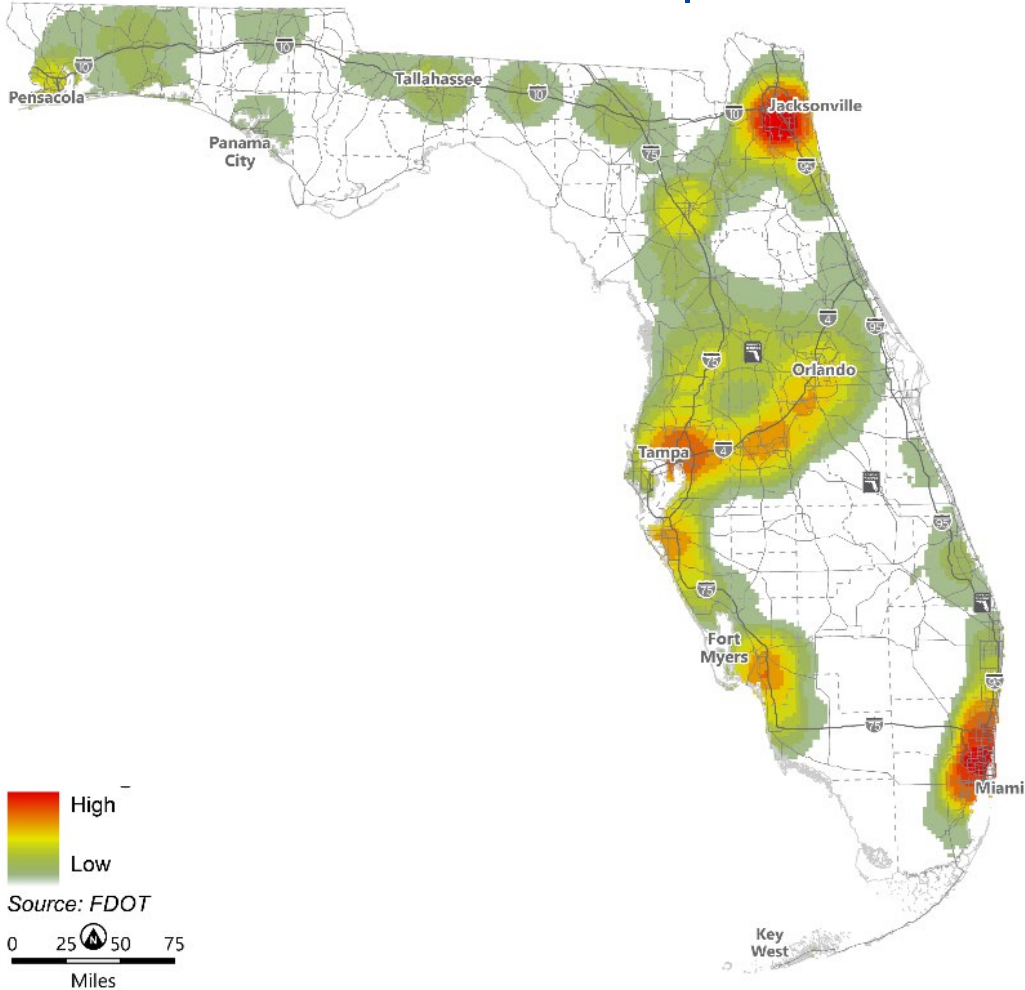 10
10
Pensacola
Tallahassee
10
Jacksonville
10
Panama
City
75
95
4
95
75
Orlando
Tampa
4
95
75
Fort
Myers
95
75
Miami
High
Low
Source: FDOT
0 25 N 50 75
Miles
Key
West